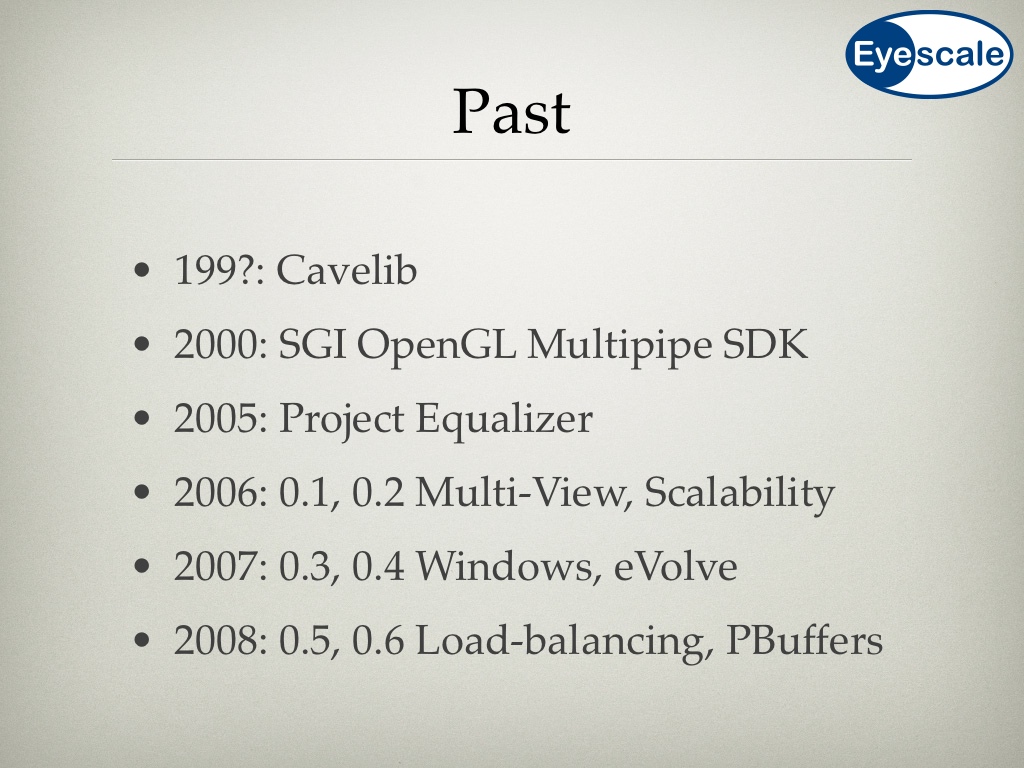 Eyescale
Past
• 199?: Cavelib
• 2000: SGI OpenGL Multipipe SDK
• 2005: Project Equalizer
• 2006: 0.1, 0.2 Multi-View, Scalability
• 2007: 0.3, 0.4 Windows, eVolve
• 2008: 0.5, 0.6 Load-balancing, PBuffers